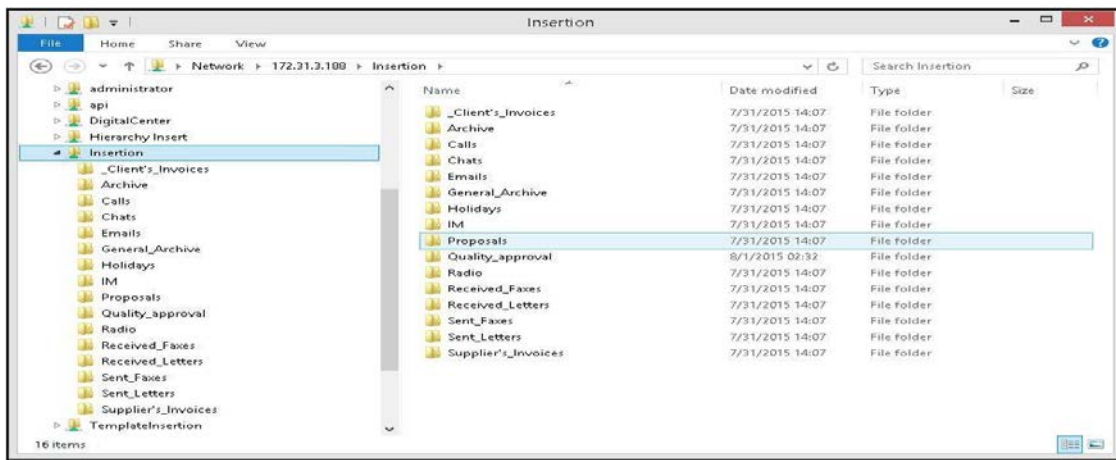 Insertion
File Home Share View
Network 172.31.3.188 Insertion Search Insertion
administrator
api
DigitalCenter
Hierarchy Insert
Insertion
_Client's_Invoices
Archive
Calls
Chats
Emails
General_Archive
Holidays
IM
Proposals
Quality_approval
Radio
Received_Faxes
Received_Letters
Sent_Faxes
Sent_Letters
Supplier's_Invoices
TemplateInsertion
Name Date modified Type Size
_Client's_Invoices 7/31/2015 14:07 File folder
Archive 7/31/2015 14:07 File folder
Calls 7/31/2015 14:07 File folder
Chats 7/31/2015 14:07 File folder
Emails 7/31/2015 14:07 File folder
General_Archive 7/31/2015 14:07 File folder
Holidays 7/31/2015 14:07 File folder
IM 7/31/2015 14:07 File folder
Proposals 7/31/2015 14:07 File folder
Quality_approval 8/1/2015 02:32 File folder
Radio 7/31/2015 14:07 File folder
Received_Faxes 7/31/2015 14:07 File folder
Received_Letters 7/31/2015 14:07 File folder
Sent_Faxes 7/31/2015 14:07 File folder
Sent_Letters 7/31/2015 14:07 File folder
Supplier's_Invoices 7/31/2015 14:07 File folder
16 items